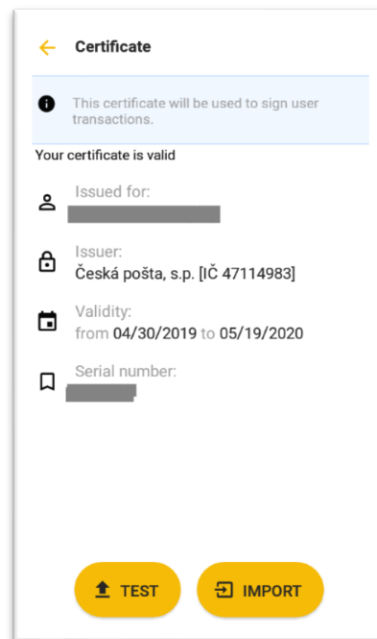 Certificate
This certificate will be used to sign user
transactions.
Your certificate is valid
Issued for:
Issuer:
Česká pošta, s.p. [IČ 47114983]
Validity:
from 04/30/2019 to 05/19/2020
Serial number:
TEST
IMPORT